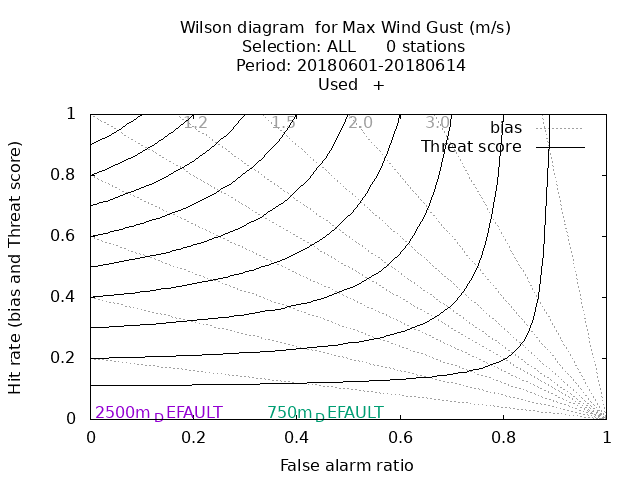 Wilson diagram  for Max Wind Gust (m/s)
Selection: ALL      0 stations
Period: 20180601-20180614
Used   +
1.2 1.5 2.0 3.0
bias
Threat score
1
0.8
0.6
0.4
0.2
0
Hit rate (bias and Threat score)
2500m_DEFAULT 750m_DEFAULT
0 0.2 0.4 0.6 0.8 1
False alarm ratio